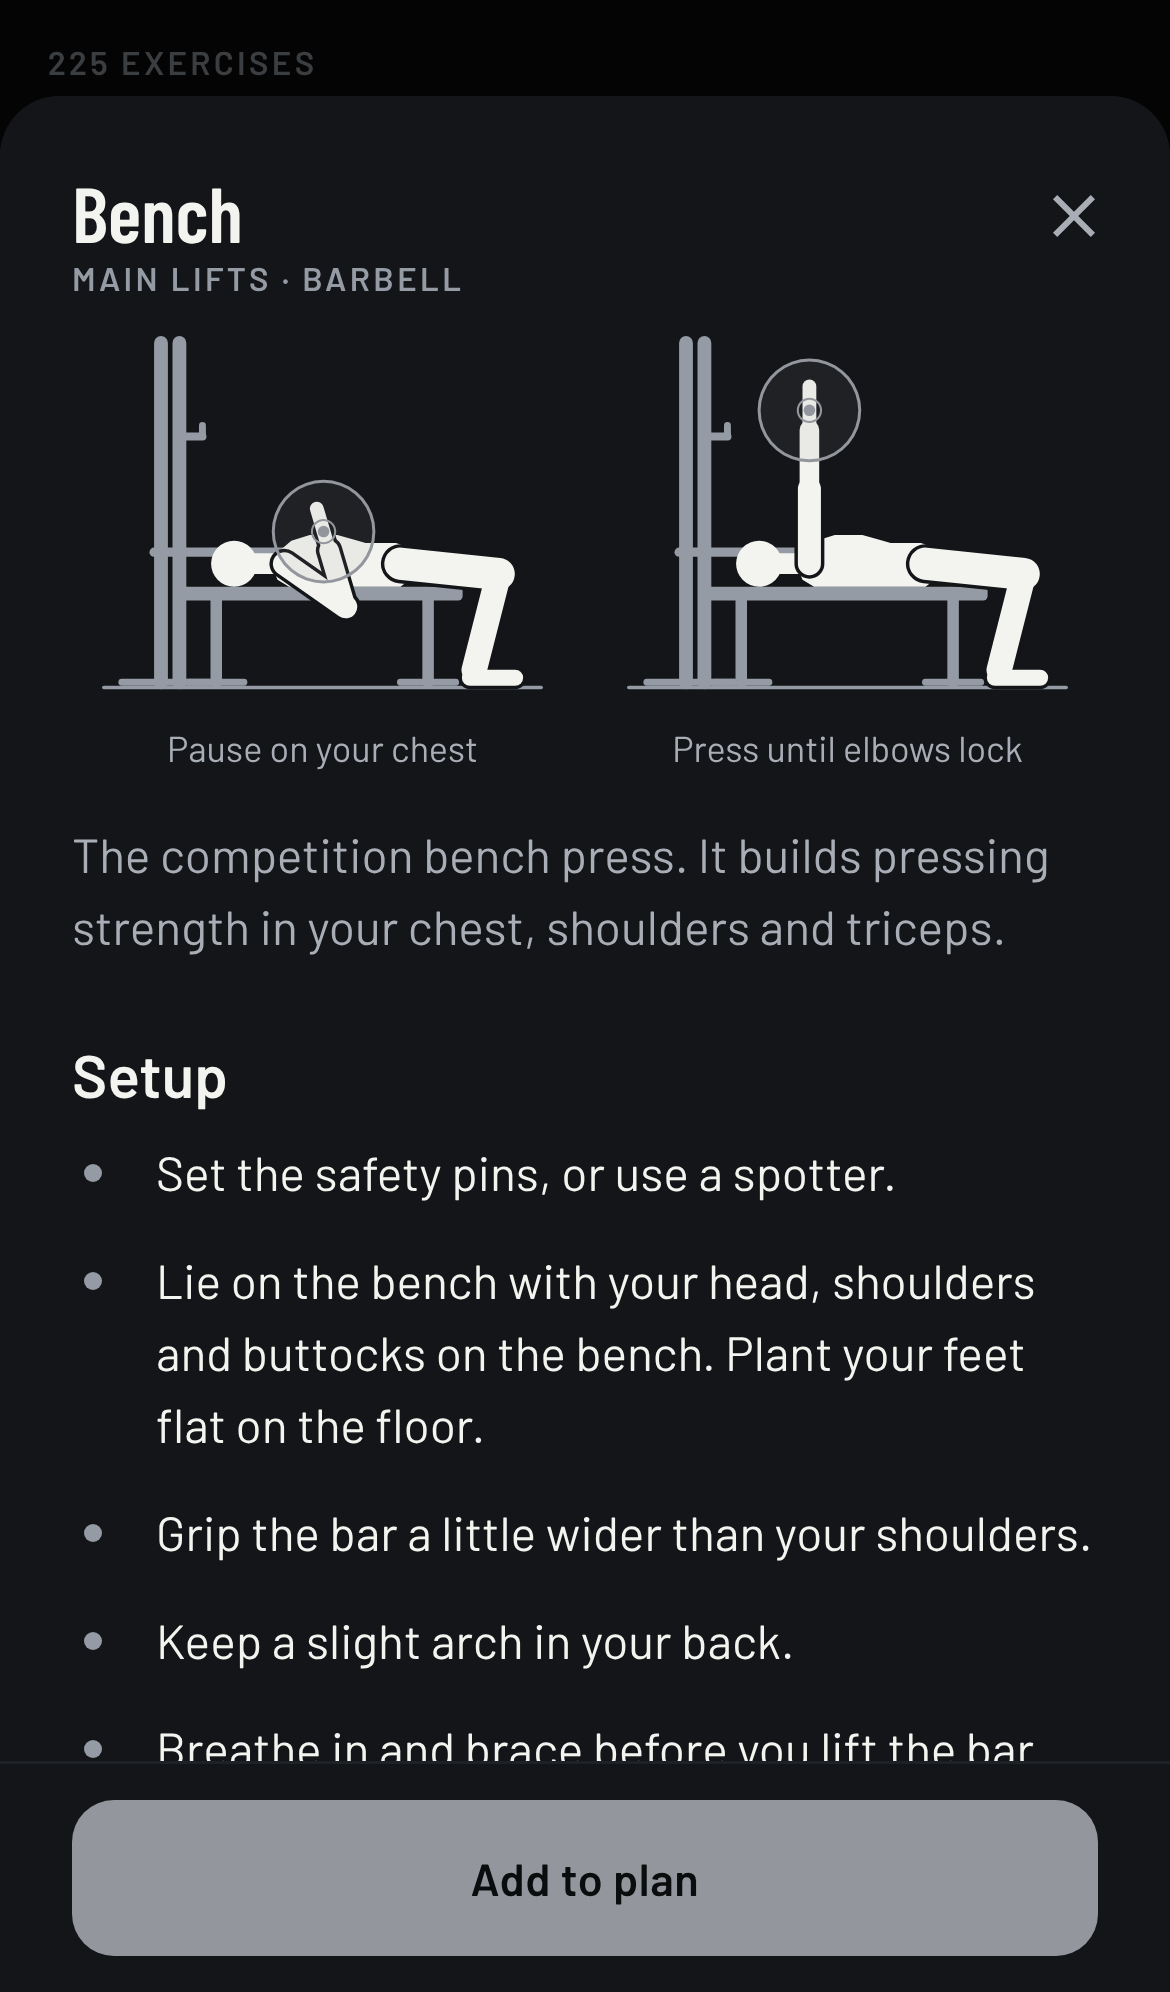 225 EXERCISES
Bench
MAIN LIFTS · BARBELL
Pause on your chest
Press until elbows lock
The competition bench press. It builds pressing
strength in your chest, shoulders and triceps.
Setup
Set the safety pins, or use a spotter.
Lie on the bench with your head, shoulders
and buttocks on the bench. Plant your feet
flat on the floor.
Grip the bar a little wider than your shoulders.
Keep a slight arch in your back.
Breathe in and brace before you lift the bar
Add to plan